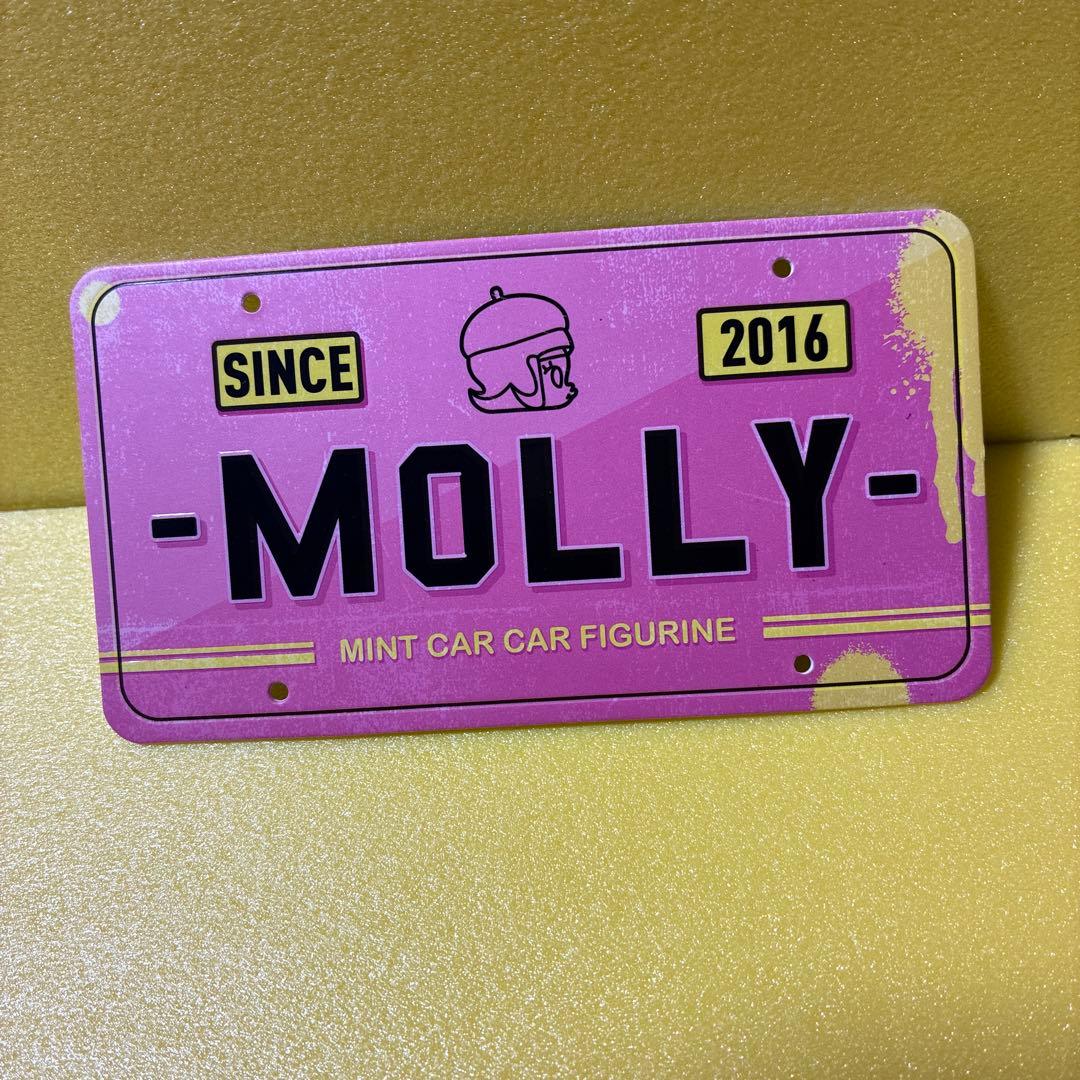 SINCE
2016
-MOLLY-
MINT CAR CAR FIGURINE